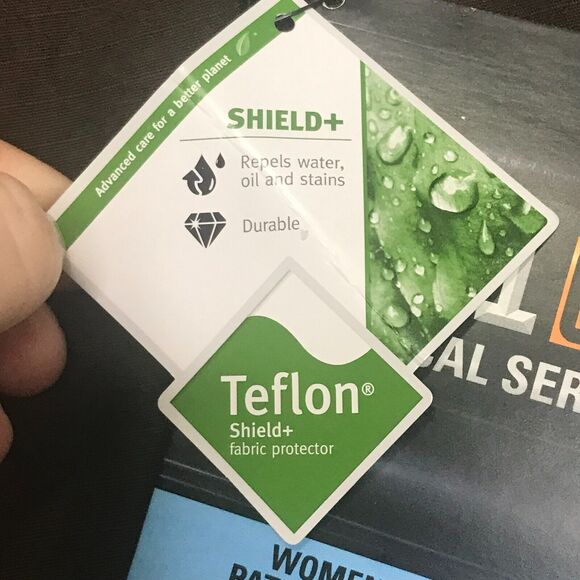 Advanced care for a better planet
SHIELD+
Repels water,
oil and stains
Durable
Teflon®
Shield+
fabric protector
CAL SER
WOMEN